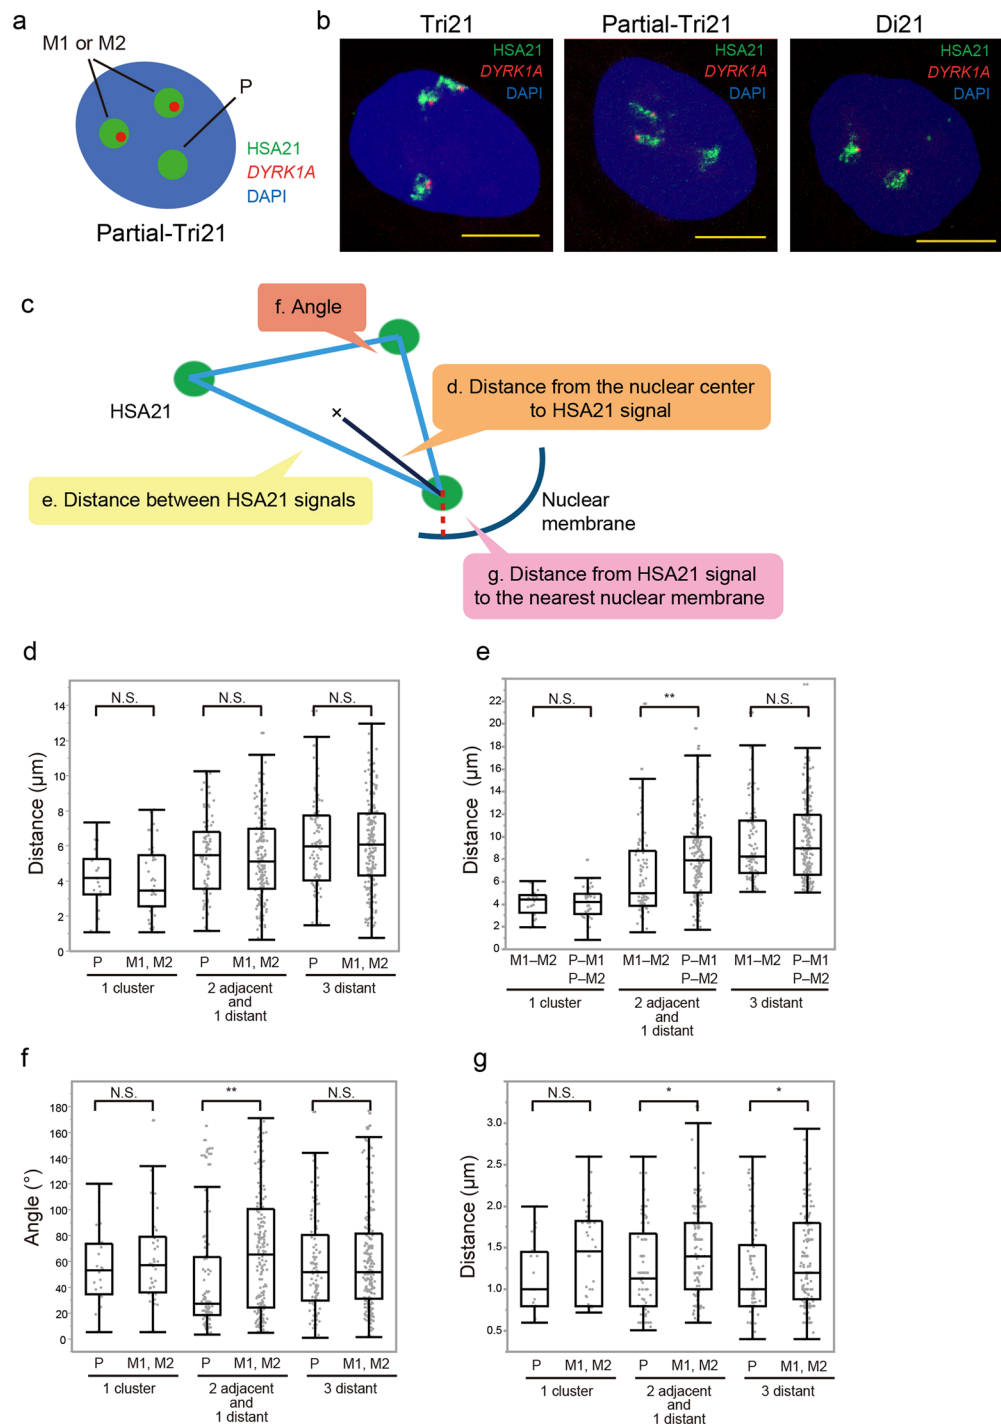 a
M1 or M2
P
HSA21
DYRK1A
DAPI
Partial-Tri21
b
Tri21
Partial-Tri21
Di21
HSA21
DYRK1A
DAPI
HSA21
DYRK1A
DAPI
HSA21
DYRK1A
DAPI
c
f. Angle
HSA21
×
d. Distance from the nuclear center
to HSA21 signal
e. Distance between HSA21 signals
Nuclear
membrane
g. Distance from HSA21 signal
to the nearest nuclear membrane
d
N.S.
N.S.
N.S.
14
12
10
8
6
4
2
0
Distance (μm)
P
M1, M2
P
M1, M2
P
M1, M2
1 cluster
2 adjacent
and
1 distant
3 distant
e
N.S.
**
N.S.
22
20
18
16
14
12
10
8
6
4
2
0
Distance (μm)
M1–M2
P–M1
P–M2
M1–M2
P–M1
P–M2
M1–M2
P–M1
P–M2
1 cluster
2 adjacent
and
1 distant
3 distant
f
N.S.
**
N.S.
180
160
140
120
100
80
60
40
20
0
Angle (°)
P
M1, M2
P
M1, M2
P
M1, M2
1 cluster
2 adjacent
and
1 distant
3 distant
g
N.S.
*
*
3.0
2.5
2.0
1.5
1.0
0.5
Distance (μm)
P
M1, M2
P
M1, M2
P
M1, M2
1 cluster
2 adjacent
and
1 distant
3 distant